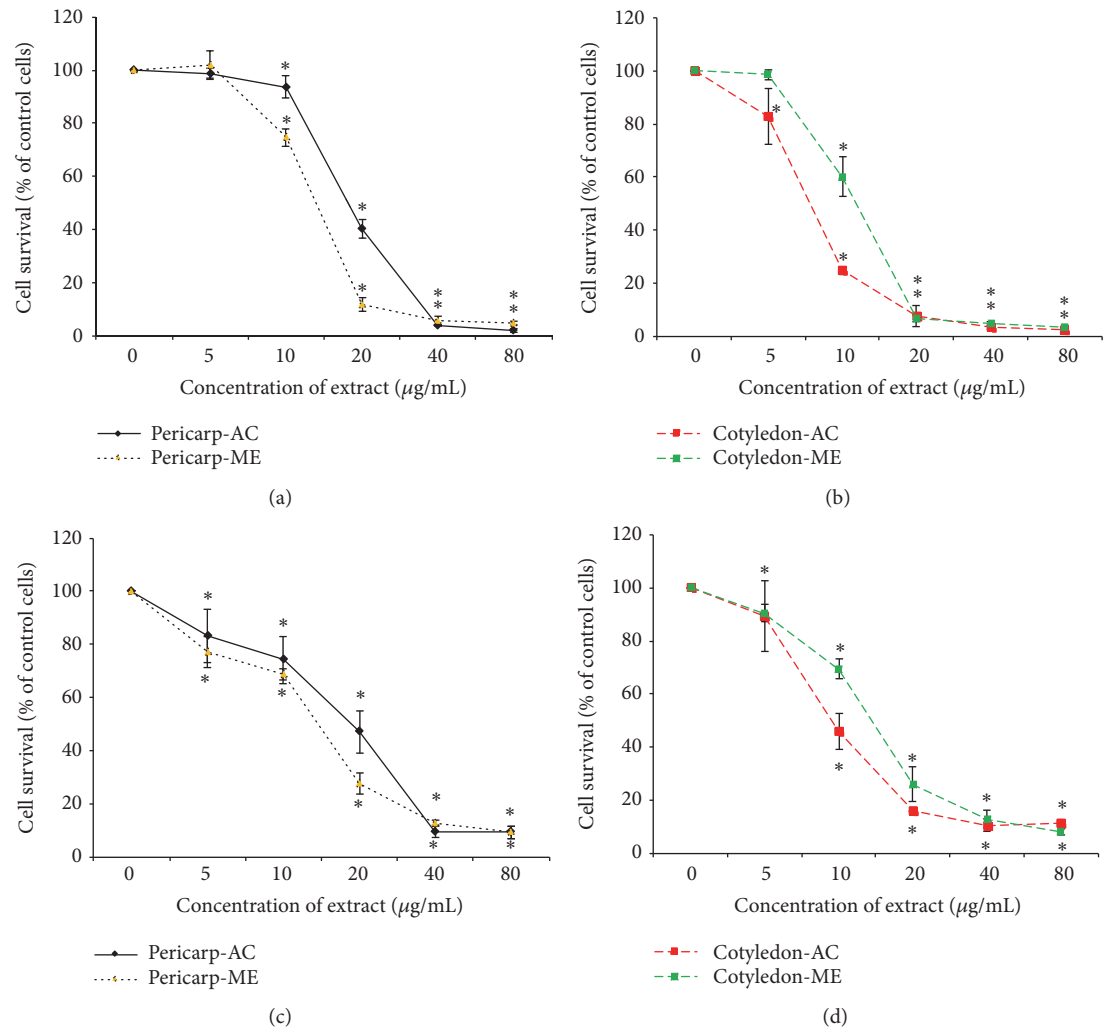 Cell survival (% of control cells)
120
100
80
60
40
20
0
* * * * * * * *
0 5 10 20 40 80
Concentration of extract (μg/mL)
Pericarp-AC
Pericarp-ME
(a)
Cell survival (% of control cells)
120
100
80
60
40
20
0
* * * * * * * * *
0 5 10 20 40 80
Concentration of extract (μg/mL)
Cotyledon-AC
Cotyledon-ME
(b)
Cell survival (% of control cells)
120
100
80
60
40
20
0
* * * * * * * * * *
0 5 10 20 40 80
Concentration of extract (μg/mL)
Pericarp-AC
Pericarp-ME
(c)
Cell survival (% of control cells)
120
100
80
60
40
20
0
* * * * * * * * *
0 5 10 20 40 80
Concentration of extract (μg/mL)
Cotyledon-AC
Cotyledon-ME
(d)